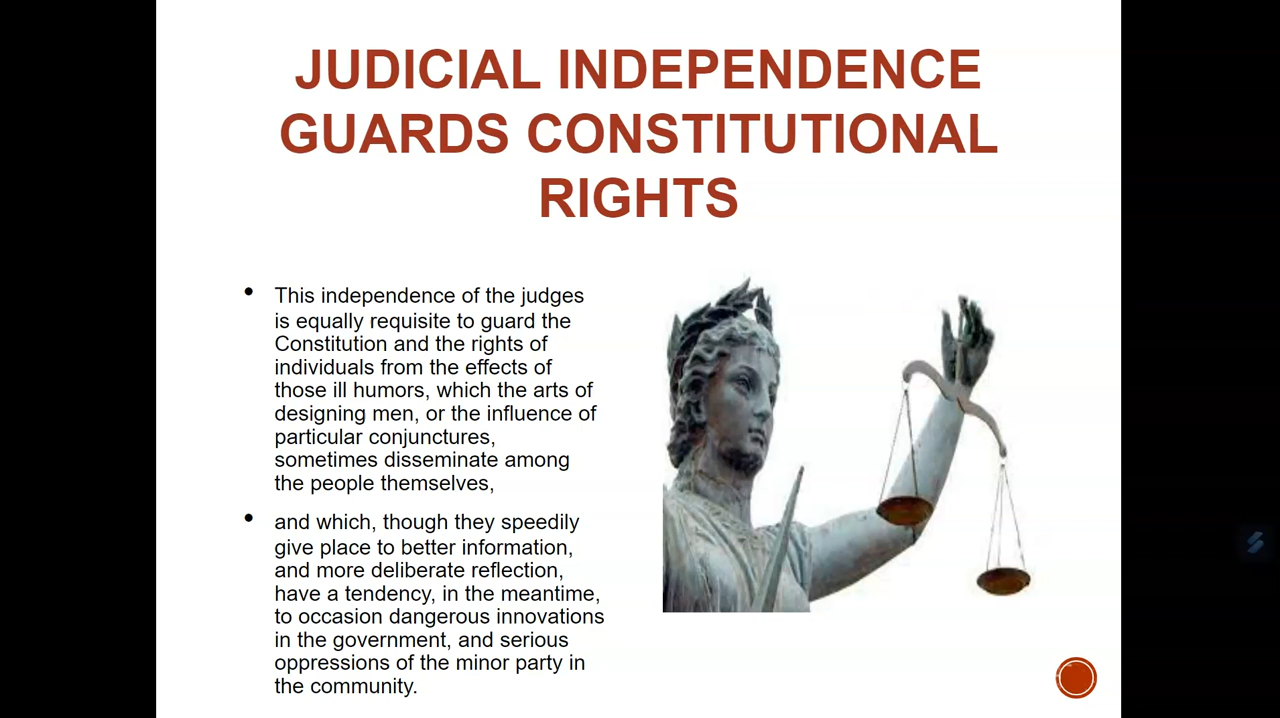 JUDICIAL INDEPENDENCE
GUARDS CONSTITUTIONAL
RIGHTS
• This independence of the judges
is equally requisite to guard the
Constitution and the rights of
individuals from the effects of
those ill humors, which the arts of
designing men, or the influence of
particular conjunctures,
sometimes disseminate among
the people themselves,
• and which, though they speedily
give place to better information,
and more deliberate reflection,
have a tendency, in the meantime,
to occasion dangerous innovations
in the government, and serious
oppressions of the minor party in
the community.